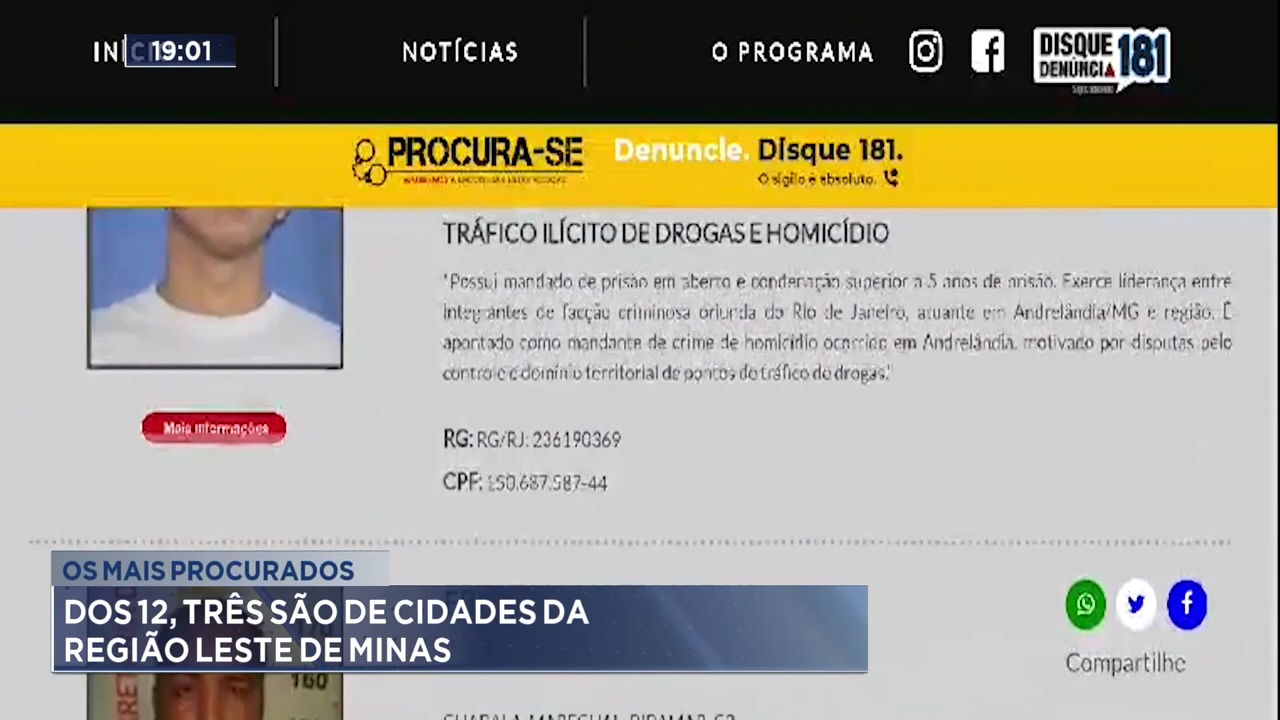 INÍCI
19:01
NOTÍCIAS
O PROGRAMA
DISQUE
DENÚNCIA 181
PROCURA-SE
Denuncie. Disque 181.
O sigilo é absoluto.
TRÁFICO ILÍCITO DE DROGAS E HOMICÍDIO
"Possui mandado de prisão em aberto e condenação superior a 5 anos de prisão. Exerce liderança entre
integrantes de facção criminosa oriunda do Rio de Janeiro, atuante em Andrelândia/MG e região. É
apontado como mandante de crime de homicídio ocorrido em Andrelândia, motivado por disputas pelo
controle e domínio territorial de pontos do tráfico de drogas."
Mais informações
RG: RG/RJ: 236190369
CPF: 150.687.587-44
OS MAIS PROCURADOS
DOS 12, TRÊS SÃO DE CIDADES DA
REGIÃO LESTE DE MINAS
160
Compartilhe